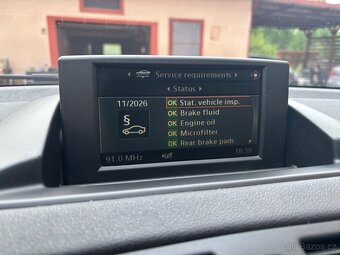 Service requirements
Status
11/2026
OK Stat. vehicle insp.
OK Brake fluid
§
OK Engine oil
OK Microfilter
OK Rear brake pads
91.0 MHz
18:59
© bazos.cz